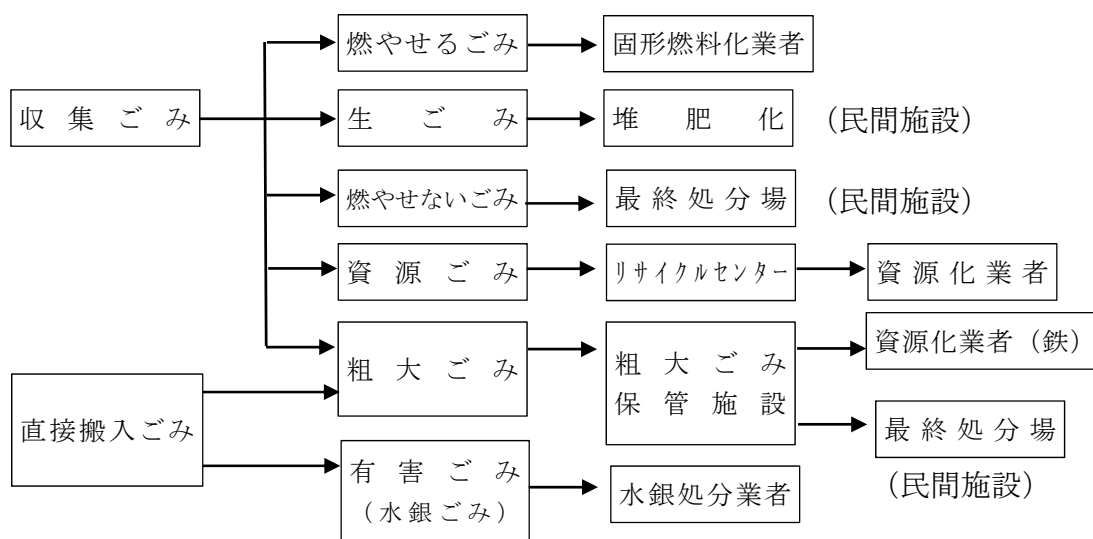 燃やせるごみ
固形燃料化業者
収集ごみ
生ごみ
堆肥化
(民間施設)
燃やせないごみ
最終処分場
(民間施設)
資源ごみ
リサイクルセンター
資源化業者
粗大ごみ
粗大ごみ
保管施設
資源化業者（鉄）
直接搬入ごみ
最終処分場
(民間施設)
有害ごみ
（水銀ごみ）
水銀処分業者